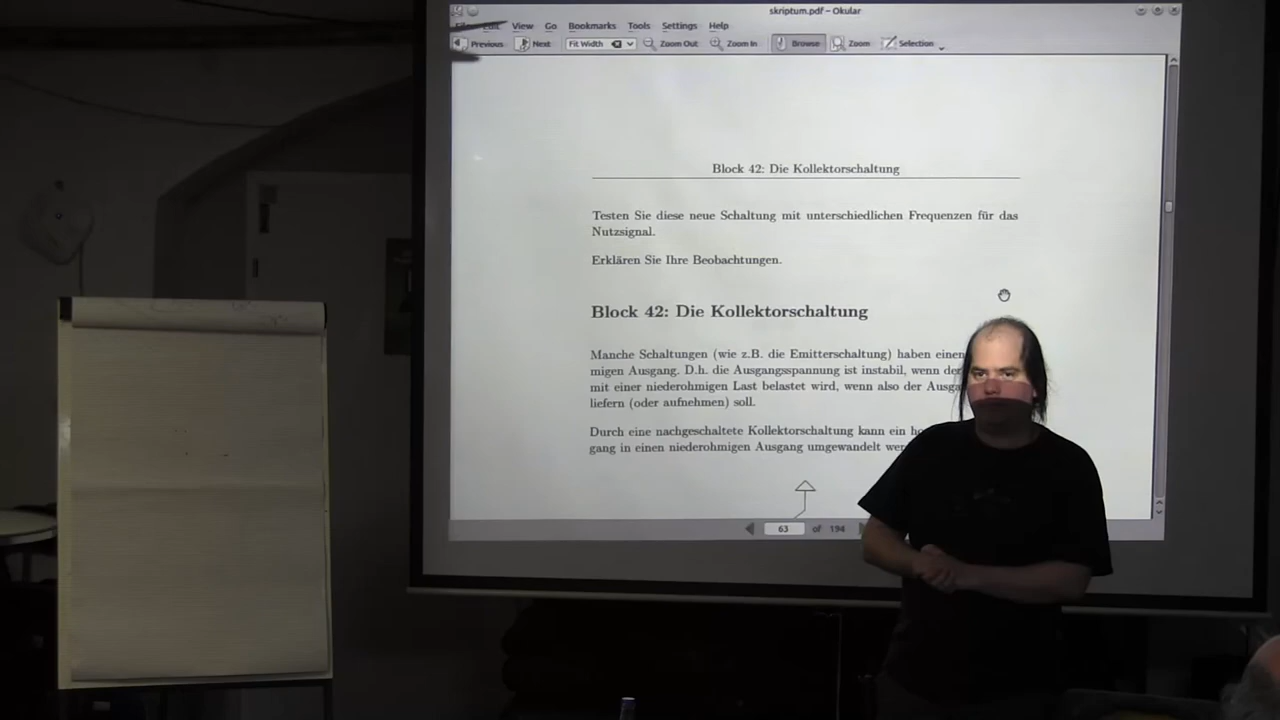 skriptum.pdf – Okular
View Go Bookmarks Tools Settings Help
Previous Next Fit Width Zoom Out Zoom In Browse Zoom Selection
Block 42: Die Kollektorschaltung
Testen Sie diese neue Schaltung mit unterschiedlichen Frequenzen für das
Nutzsignal.
Erklären Sie Ihre Beobachtungen.
Block 42: Die Kollektorschaltung
Manche Schaltungen (wie z.B. die Emitterschaltung) haben einen
migen Ausgang. D.h. die Ausgangsspannung ist instabil, wenn der
mit einer niederohmigen Last belastet wird, wenn also der Ausga
liefern (oder aufnehmen) soll.
Durch eine nachgeschaltete Kollektorschaltung kann ein ho
gang in einen niederohmigen Ausgang umgewandelt wer
63 of 194